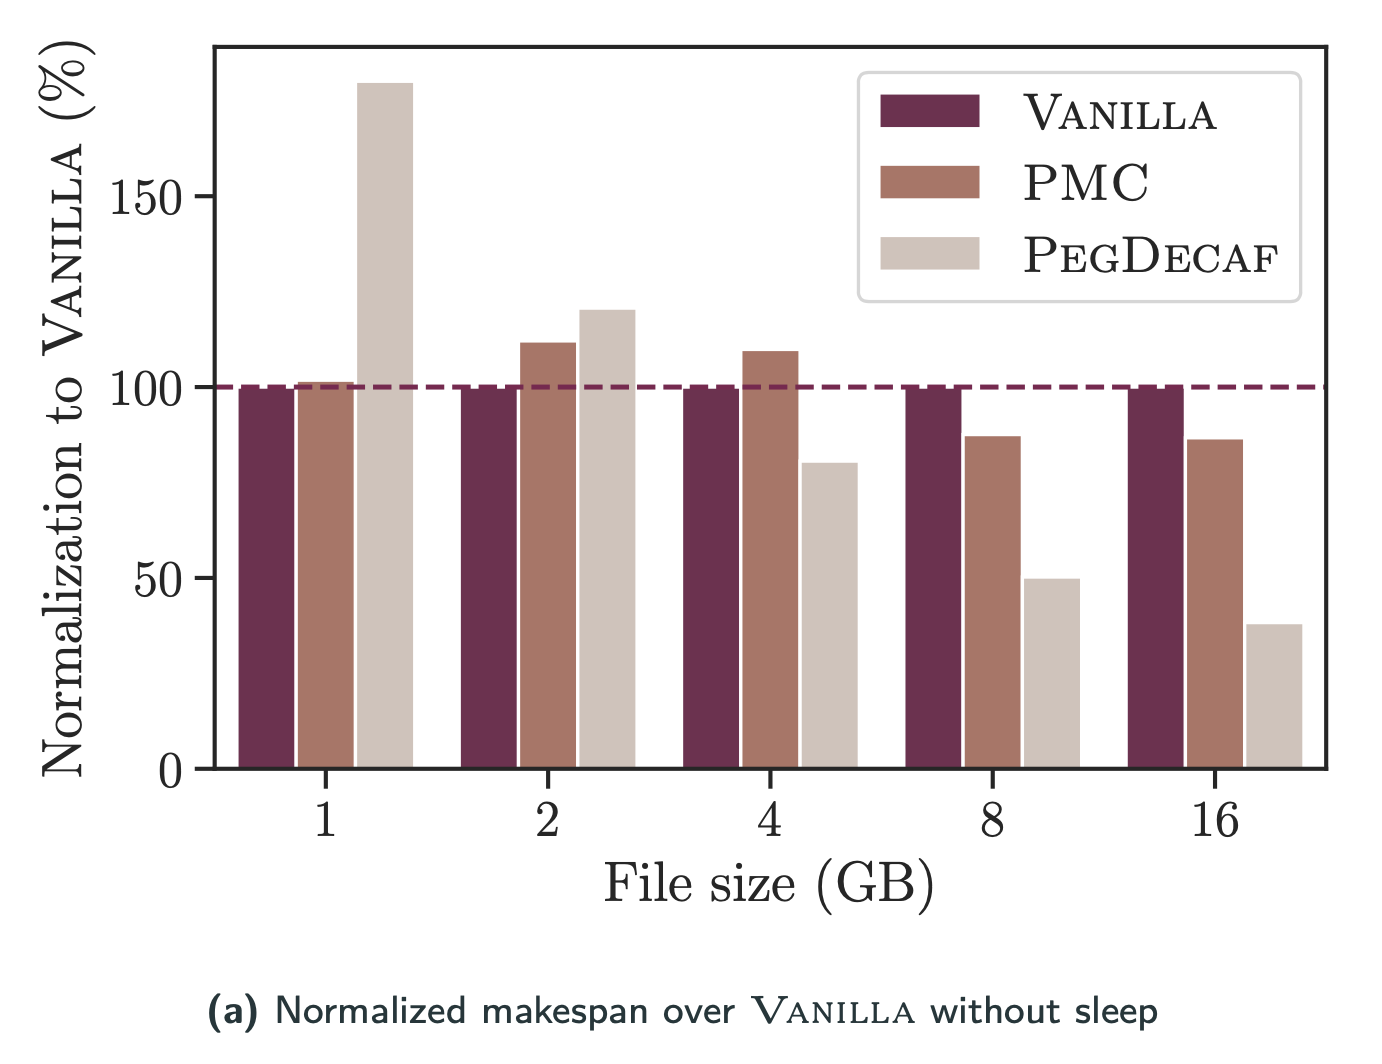 Normalization to VANILLA (%)
150
100
50
0
VANILLA
PMC
PEGDECAF
1 2 4 8 16
File size (GB)
(a) Normalized makespan over VANILLA without sleep